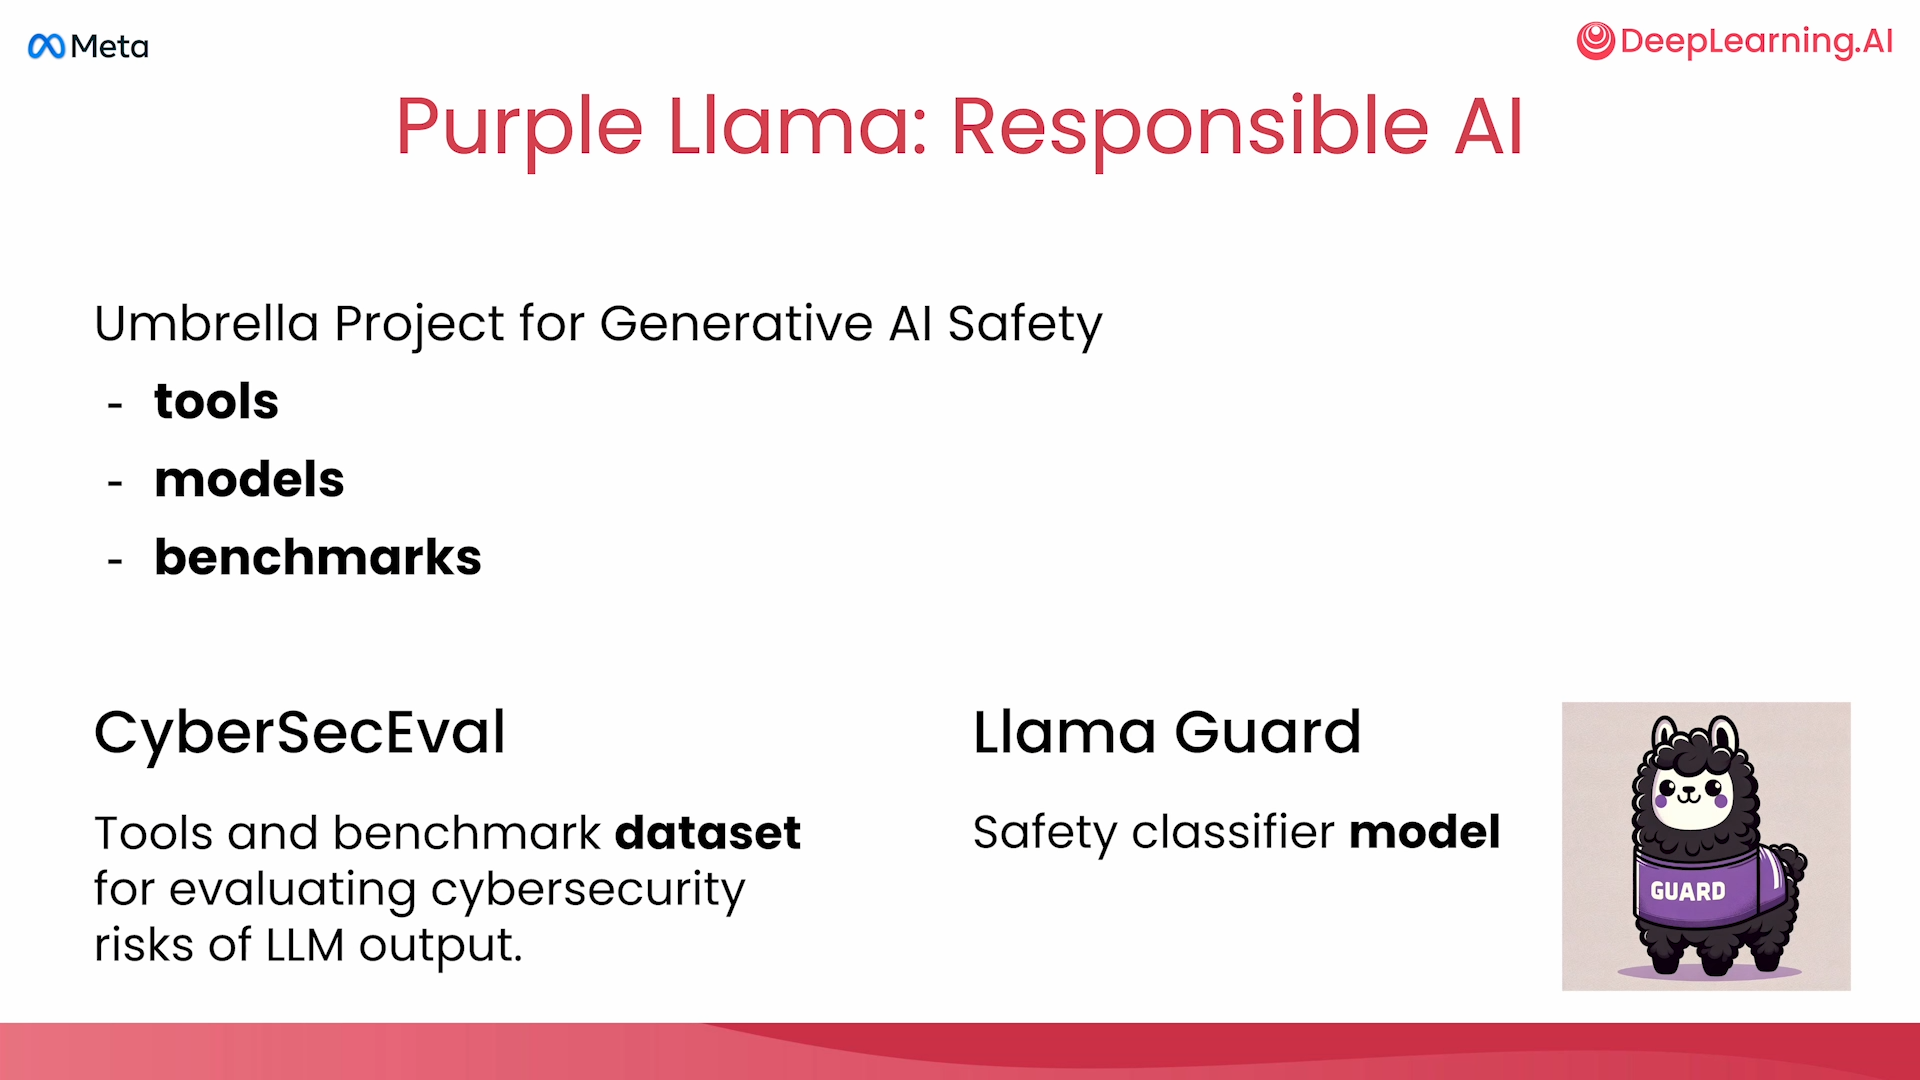 Meta
DeepLearning.AI
Purple Llama: Responsible AI
Umbrella Project for Generative AI Safety
- tools
- models
- benchmarks
CyberSecEval
Tools and benchmark dataset
for evaluating cybersecurity
risks of LLM output.
Llama Guard
Safety classifier model
GUARD